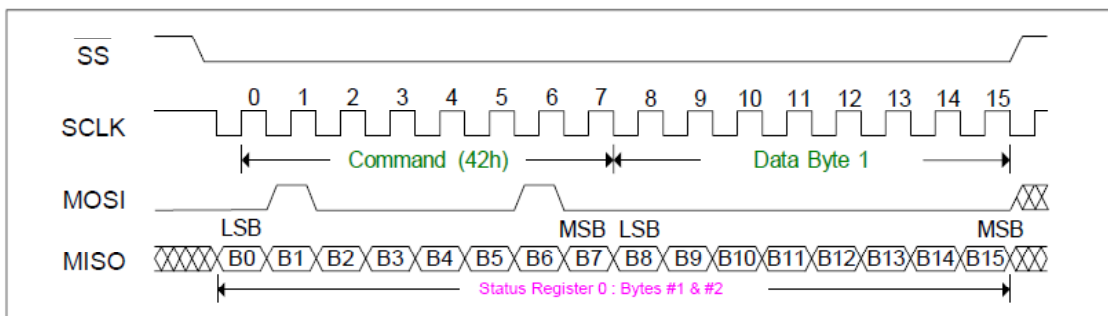 SS
0 1 2 3 4 5 6 7 8 9 10 11 12 13 14 15
SCLK
Command (42h) Data Byte 1
MOSI
LSB MSB LSB MSB
MISO B0 B1 B2 B3 B4 B5 B6 B7 B8 B9 B10 B11 B12 B13 B14 B15
Status Register 0 : Bytes #1 & #2